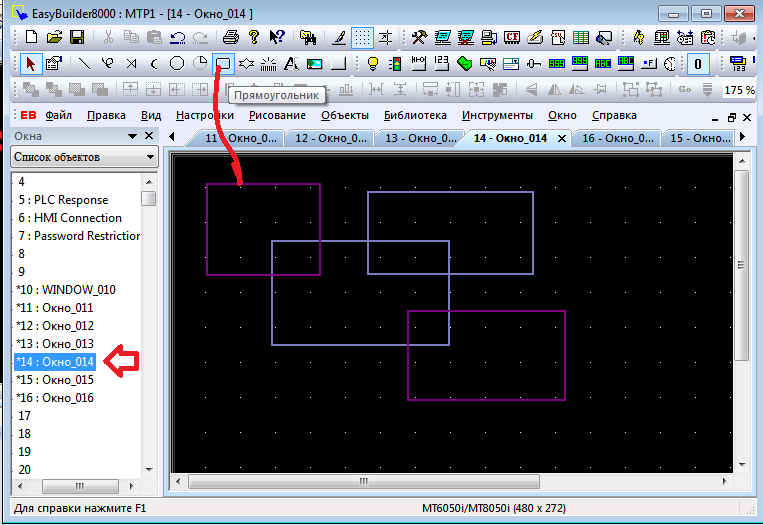 EasyBuilder8000 : MTP1 - [14 - Окно_014 ]
175 %
Прямоугольник
EB Файл Правка Вид Настройки Рисование Объекты Библиотека Инструменты Окно Справка
Окна
Список объектов
11 - Окно_0... 12 - Окно_0... 13 - Окно_0... 14 - Окно_014 16 - Окно_0... 15 - Окно_0...
4
5 : PLC Response
6 : HMI Connection
7 : Password Restriction
8
9
*10 : WINDOW_010
*11 : Окно_011
*12 : Окно_012
*13 : Окно_013
*14 : Окно_014
*15 : Окно_015
*16 : Окно_016
17
18
19
20
Для справки нажмите F1
MT6050i/MT8050i (480 x 272)